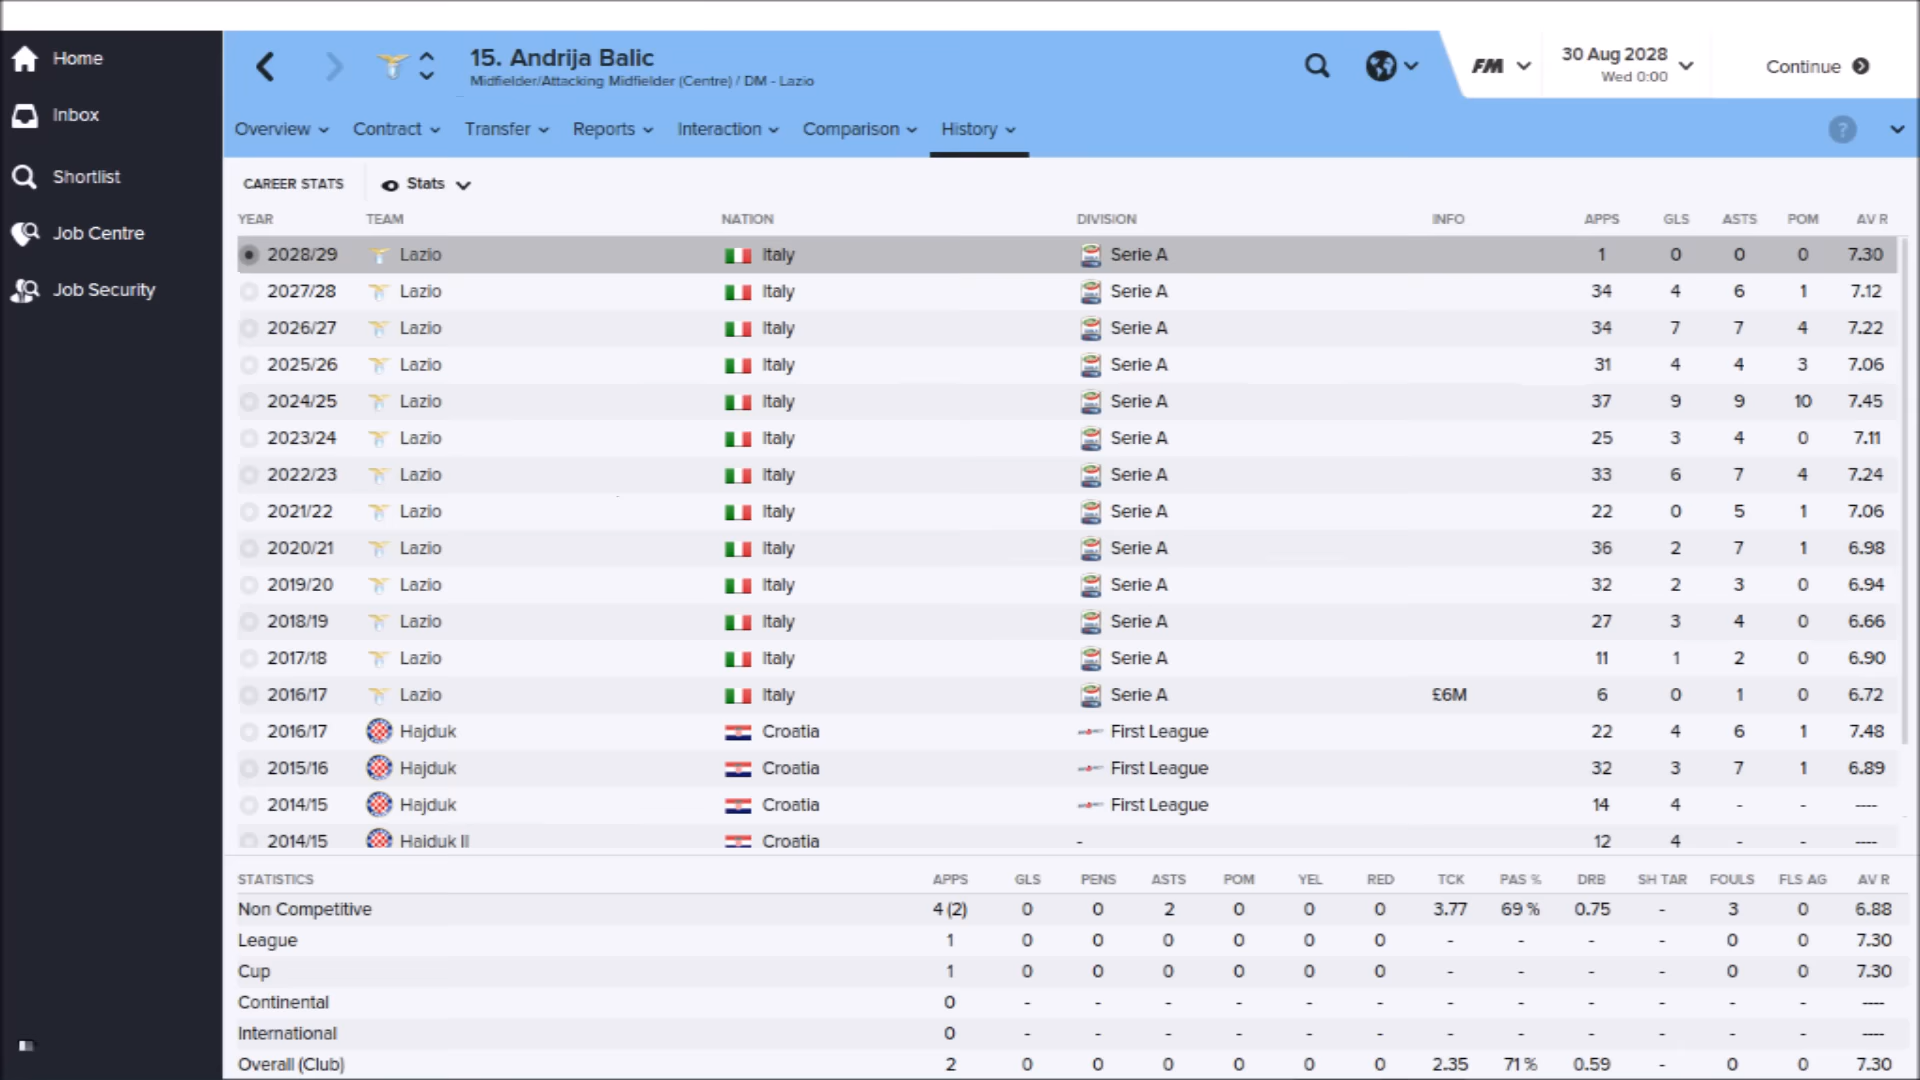 Home
Inbox
Shortlist
Job Centre
Job Security
15. Andrija Balic
Midfielder/Attacking Midfielder (Centre) / DM - Lazio
FM
30 Aug 2028
Wed 0:00
Continue
Overview Contract Transfer Reports Interaction Comparison History ?
CAREER STATS Stats
YEAR TEAM NATION DIVISION INFO APPS GLS ASTS POM AV R
2028/29 Lazio Italy Serie A 1 0 0 0 7.30
2027/28 Lazio Italy Serie A 34 4 6 1 7.12
2026/27 Lazio Italy Serie A 34 7 7 4 7.22
2025/26 Lazio Italy Serie A 31 4 4 3 7.06
2024/25 Lazio Italy Serie A 37 9 9 10 7.45
2023/24 Lazio Italy Serie A 25 3 4 0 7.11
2022/23 Lazio Italy Serie A 33 6 7 4 7.24
2021/22 Lazio Italy Serie A 22 0 5 1 7.06
2020/21 Lazio Italy Serie A 36 2 7 1 6.98
2019/20 Lazio Italy Serie A 32 2 3 0 6.94
2018/19 Lazio Italy Serie A 27 3 4 0 6.66
2017/18 Lazio Italy Serie A 11 1 2 0 6.90
2016/17 Lazio Italy Serie A £6M 6 0 1 0 6.72
2016/17 Hajduk Croatia First League 22 4 6 1 7.48
2015/16 Hajduk Croatia First League 32 3 7 1 6.89
2014/15 Hajduk Croatia First League 14 4 - - ----
2014/15 Hajduk II Croatia - 12 4 - - ----
STATISTICS APPS GLS PENS ASTS POM YEL RED TCK PAS % DRB SH TAR FOULS FLS AG AV R
Non Competitive 4 (2) 0 0 2 0 0 0 3.77 69 % 0.75 - 3 0 6.88
League 1 0 0 0 0 0 0 - - - - 0 0 7.30
Cup 1 0 0 0 0 0 0 - - - - 0 0 7.30
Continental 0 - - - - - - - - - - - - ----
International 0 - - - - - - - - - - - - ----
Overall (Club) 2 0 0 0 0 0 0 2.35 71 % 0.59 - 0 0 7.30